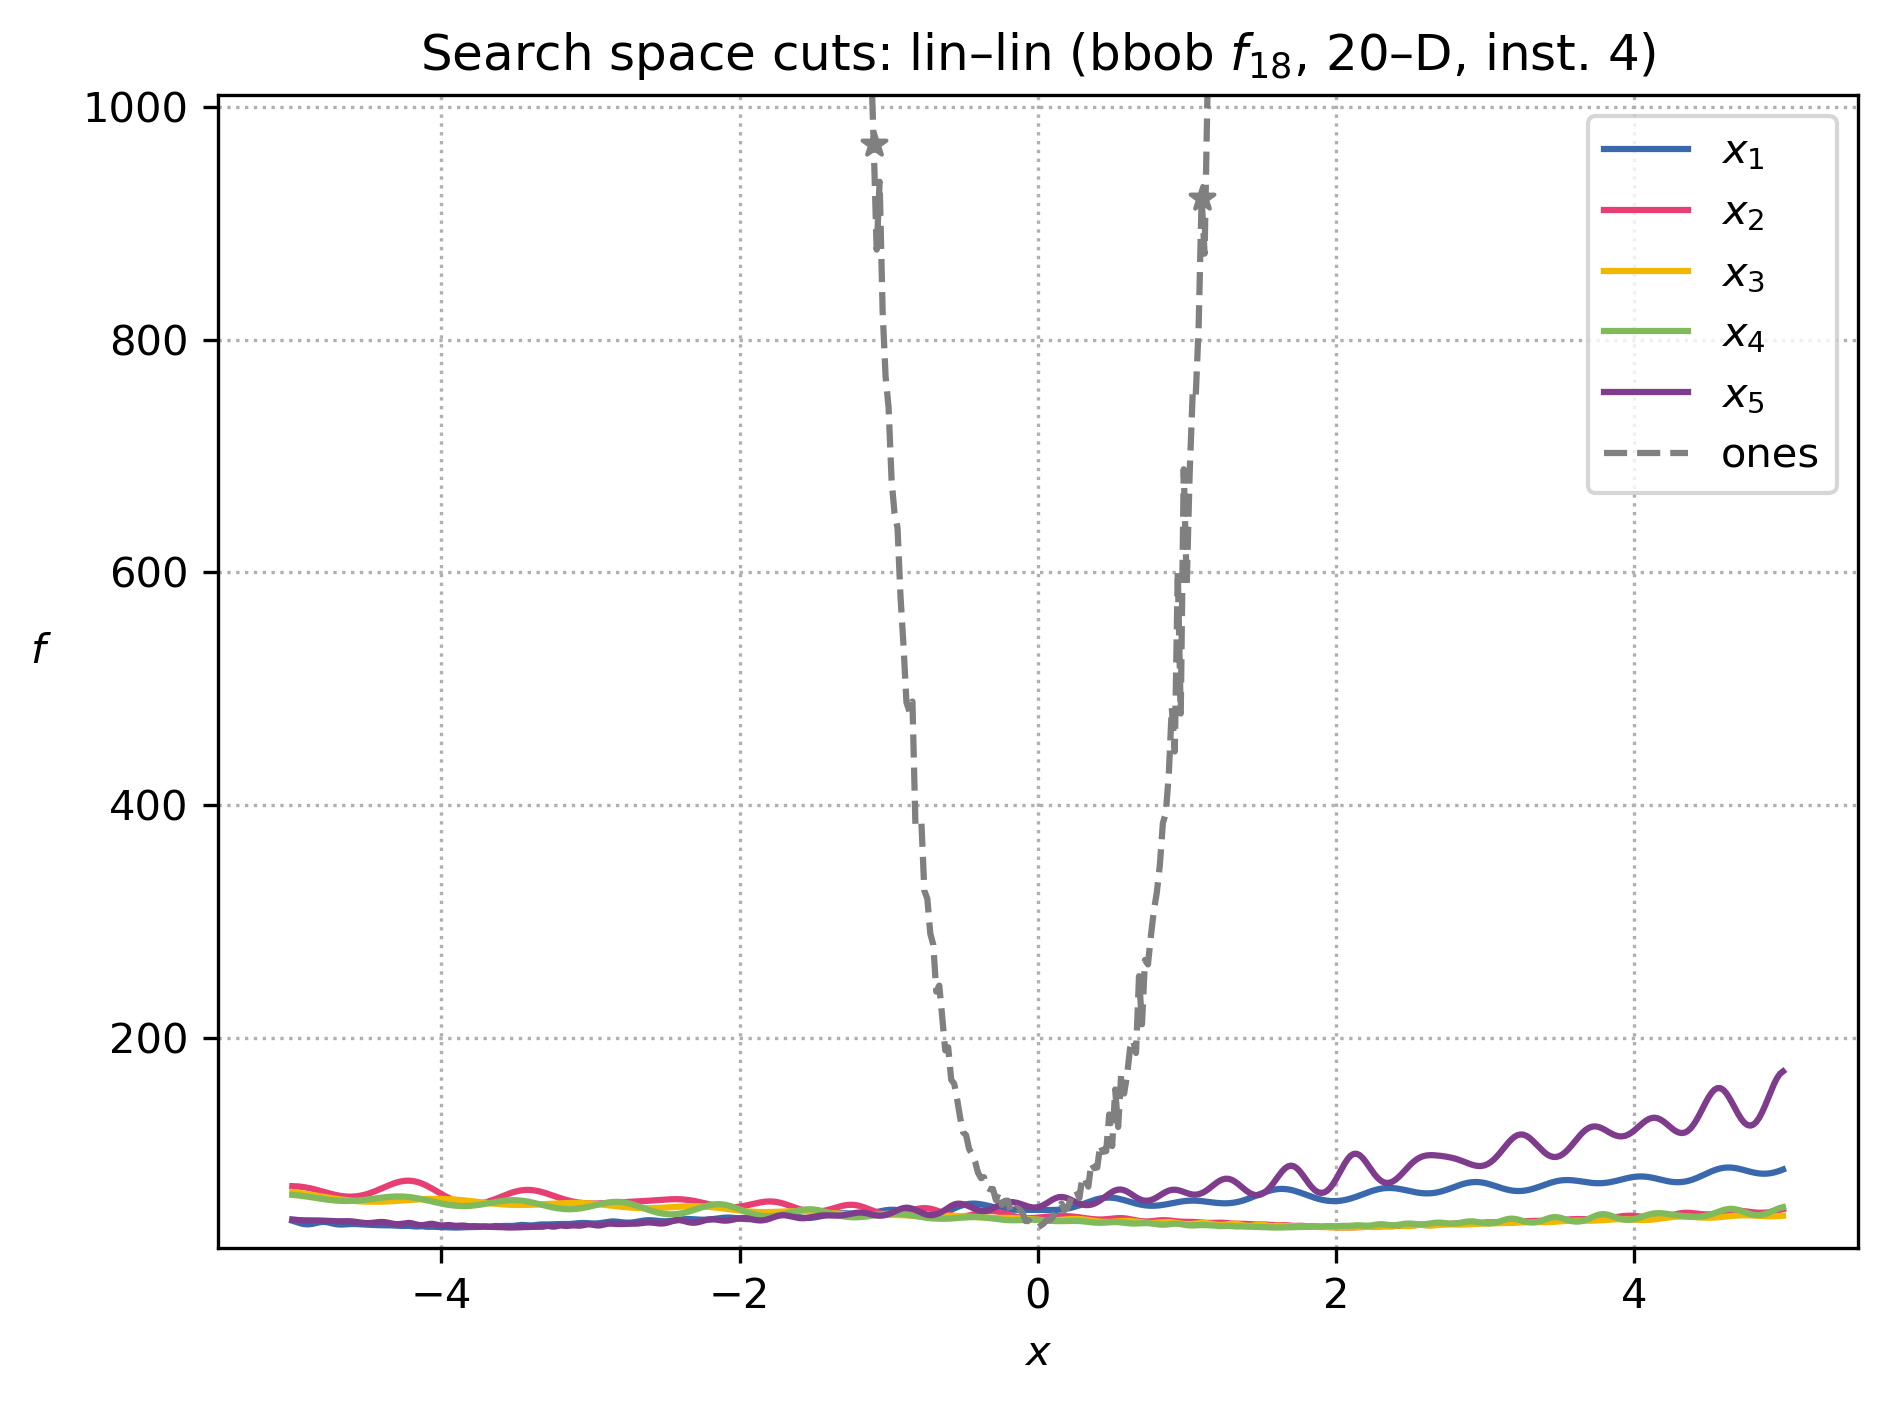 Search space cuts: lin–lin (bbob f₁₈, 20–D, inst. 4)
1000
800
600
400
200
f
−4
−2
0
2
4
x
x₁
x₂
x₃
x₄
x₅
ones